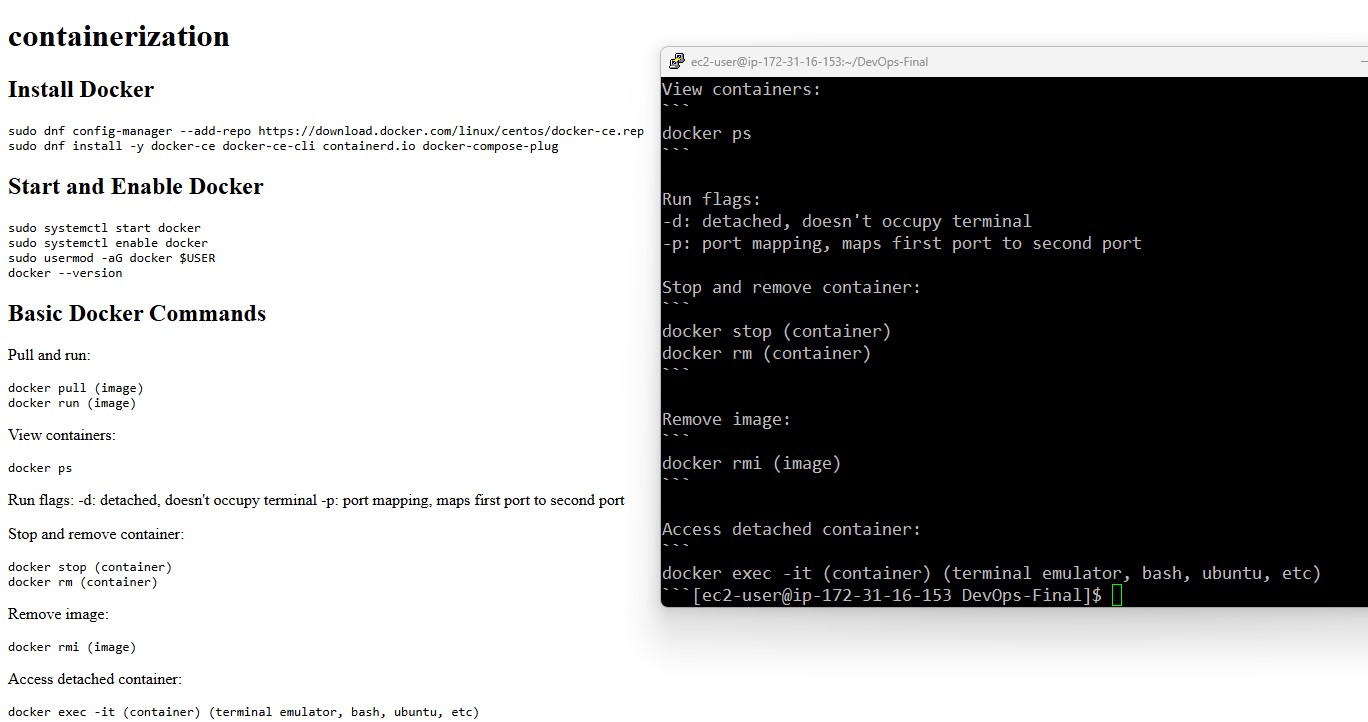 containerization
Install Docker
sudo dnf config-manager --add-repo https://download.docker.com/linux/centos/docker-ce.rep
sudo dnf install -y docker-ce docker-ce-cli containerd.io docker-compose-plug
Start and Enable Docker
sudo systemctl start docker
sudo systemctl enable docker
sudo usermod -aG docker $USER
docker --version
Basic Docker Commands
Pull and run:
docker pull (image)
docker run (image)
View containers:
docker ps
Run flags: -d: detached, doesn't occupy terminal -p: port mapping, maps first port to second port
Stop and remove container:
docker stop (container)
docker rm (container)
Remove image:
docker rmi (image)
Access detached container:
docker exec -it (container) (terminal emulator, bash, ubuntu, etc)
ec2-user@ip-172-31-16-153:~/DevOps-Final
View containers:
```
docker ps
```
Run flags:
-d: detached, doesn't occupy terminal
-p: port mapping, maps first port to second port
Stop and remove container:
```
docker stop (container)
docker rm (container)
```
Remove image:
```
docker rmi (image)
```
Access detached container:
```
docker exec -it (container) (terminal emulator, bash, ubuntu, etc)
```[ec2-user@ip-172-31-16-153 DevOps-Final]$